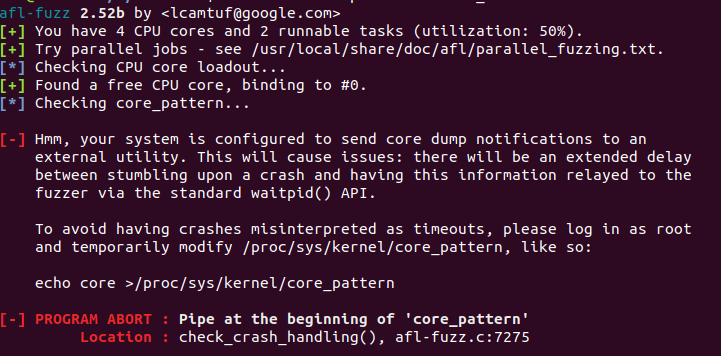 afl-fuzz 2.52b by <lcamtuf@google.com>
[+] You have 4 CPU cores and 2 runnable tasks (utilization: 50%).
[+] Try parallel jobs - see /usr/local/share/doc/afl/parallel_fuzzing.txt.
[*] Checking CPU core loadout...
[+] Found a free CPU core, binding to #0.
[*] Checking core_pattern...
[-] Hmm, your system is configured to send core dump notifications to an
external utility. This will cause issues: there will be an extended delay
between stumbling upon a crash and having this information relayed to the
fuzzer via the standard waitpid() API.
To avoid having crashes misinterpreted as timeouts, please log in as root
and temporarily modify /proc/sys/kernel/core_pattern, like so:
echo core >/proc/sys/kernel/core_pattern
[-] PROGRAM ABORT : Pipe at the beginning of 'core_pattern'
Location : check_crash_handling(), afl-fuzz.c:7275